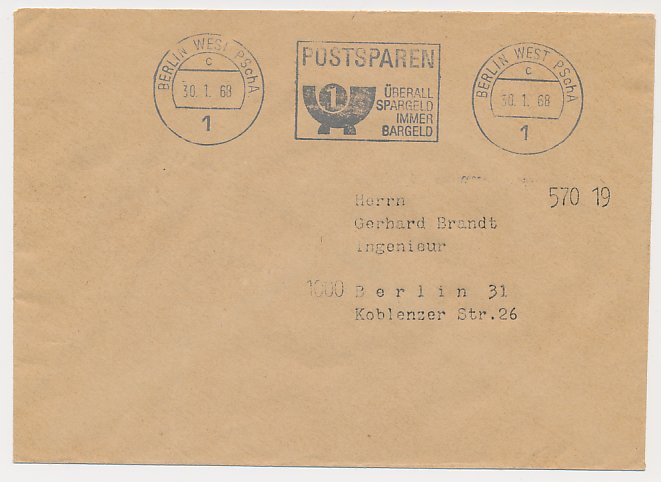 BERLIN WEST PSchA
c
30. 1. 68
1
POSTSPAREN
1.
ÜBERALL
SPARGELD
IMMER
BARGELD
BERLIN WEST PSchA
c
30. 1. 68
1
570 19
Herrn
Gerhard Brandt
Ingenieur
1000 Berlin 31
Koblenzer Str.26